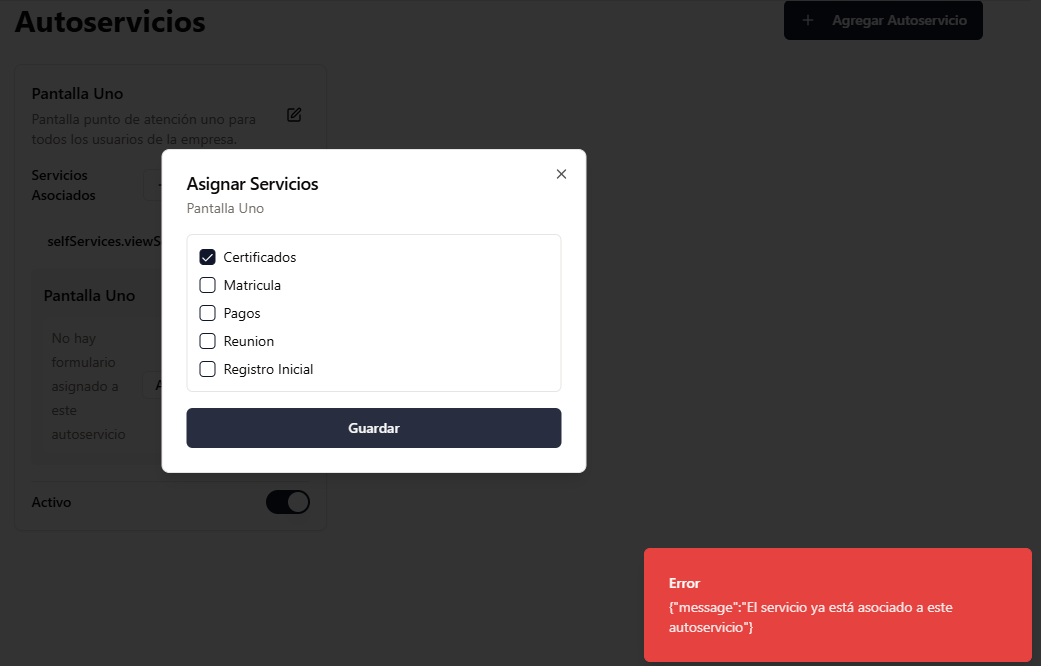 Autoservicios
Agregar Autoservicio
Pantalla Uno
Pantalla punto de atención uno para
todos los usuarios de la empresa.
Servicios
Asociados
selfServices.viewS
Pantalla Uno
No hay
formulario
asignado a
este
autoservicio
Activo
Asignar Servicios
Pantalla Uno
Certificados
Matricula
Pagos
Reunion
Registro Inicial
Guardar
Error
{"message":"El servicio ya está asociado a este
autoservicio"}